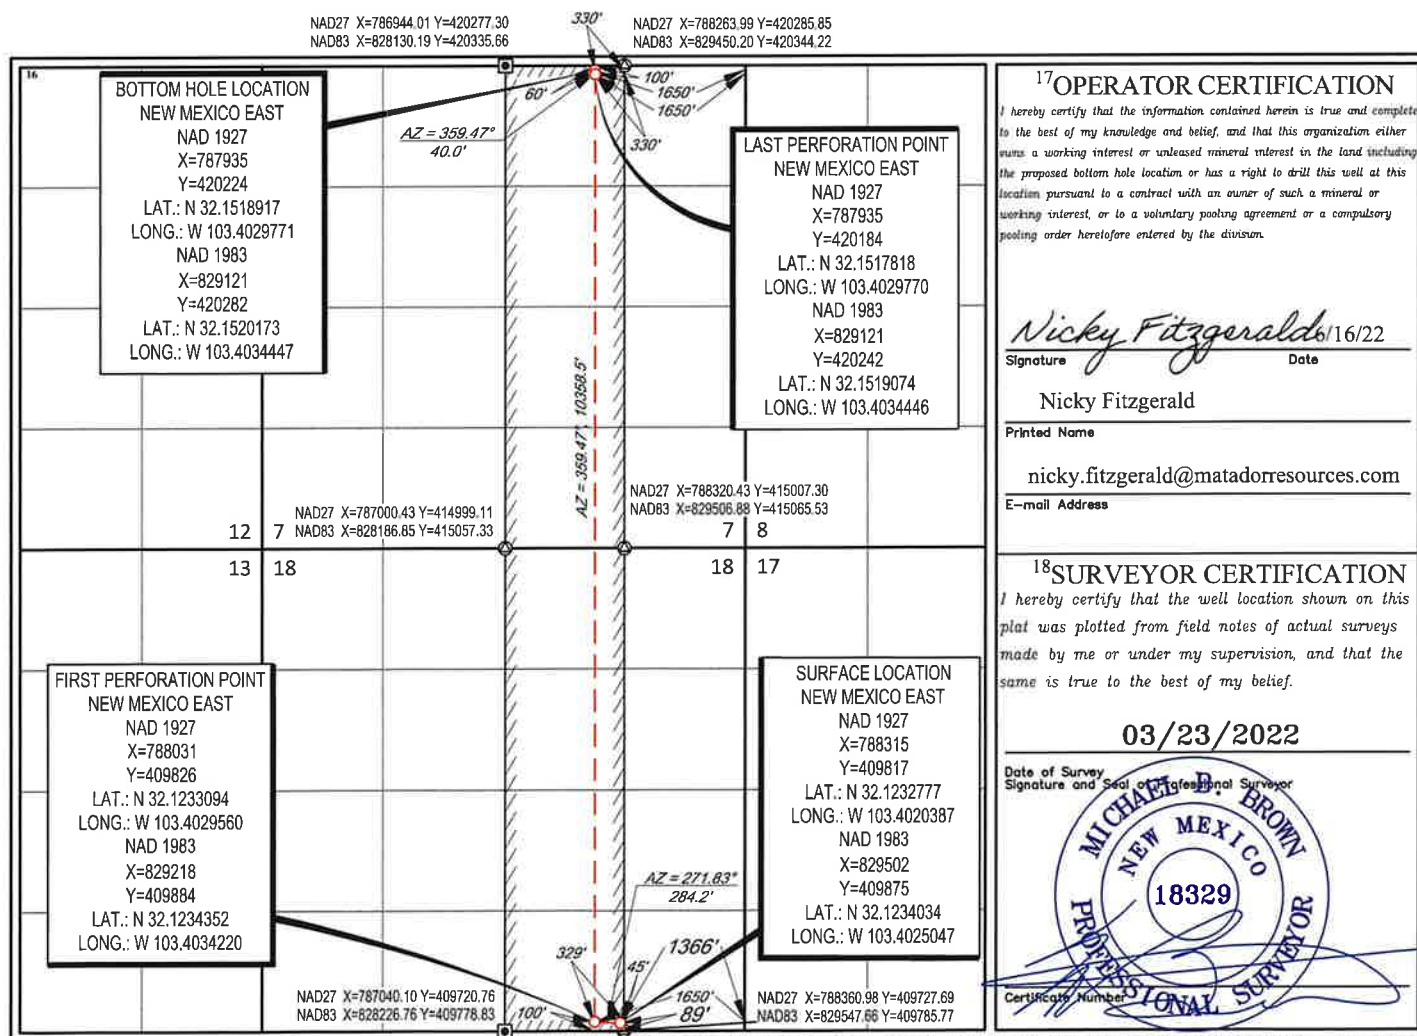 NAD27 X=786944.01 Y=420277.30
NAD83 X=828130.19 Y=420335.66
330'
NAD27 X=788263.99 Y=420285.85
NAD83 X=829450.20 Y=420344.22
16
BOTTOM HOLE LOCATION
NEW MEXICO EAST
NAD 1927
X=787935
Y=420224
LAT.: N 32.1518917
LONG.: W 103.4029771
NAD 1983
X=829121
Y=420282
LAT.: N 32.1520173
LONG.: W 103.4034447
60'
AZ = 359.47°
40.0'
100'
1650'
1650'
330'
LAST PERFORATION POINT
NEW MEXICO EAST
NAD 1927
X=787935
Y=420184
LAT.: N 32.1517818
LONG.: W 103.4029770
NAD 1983
X=829121
Y=420242
LAT.: N 32.1519074
LONG.: W 103.4034446
AZ = 359.47°, 10358.5'
NAD27 X=787000.43 Y=414999.11
NAD83 X=828186.85 Y=415057.33
NAD27 X=788320.43 Y=415007.30
NAD83 X=829506.88 Y=415065.53
12 7
7 8
13 18
18 17
FIRST PERFORATION POINT
NEW MEXICO EAST
NAD 1927
X=788031
Y=409826
LAT.: N 32.1233094
LONG.: W 103.4029560
NAD 1983
X=829218
Y=409884
LAT.: N 32.1234352
LONG.: W 103.4034220
SURFACE LOCATION
NEW MEXICO EAST
NAD 1927
X=788315
Y=409817
LAT.: N 32.1232777
LONG.: W 103.4020387
NAD 1983
X=829502
Y=409875
LAT.: N 32.1234034
LONG.: W 103.4025047
AZ = 271.83°
284.2'
329'
45'
1366'
1650'
89'
100'
NAD27 X=787040.10 Y=409720.76
NAD83 X=828226.76 Y=409778.83
NAD27 X=788360.98 Y=409727.69
NAD83 X=829547.66 Y=409785.77
17 OPERATOR CERTIFICATION
I hereby certify that the information contained herein is true and complete
to the best of my knowledge and belief, and that this organization either
owns a working interest or unleased mineral interest in the land including
the proposed bottom hole location or has a right to drill this well at this
location pursuant to a contract with an owner of such a mineral or
working interest, or to a voluntary pooling agreement or a compulsory
pooling order heretofore entered by the division.
Nicky Fitzgerald 6/16/22
Signature Date
Nicky Fitzgerald
Printed Name
nicky.fitzgerald@matadorresources.com
E-mail Address
18 SURVEYOR CERTIFICATION
I hereby certify that the well location shown on this
plat was plotted from field notes of actual surveys
made by me or under my supervision, and that the
same is true to the best of my belief.
03/23/2022
Date of Survey
Signature and Seal of Professional Surveyor
MICHAEL B. BROWN
NEW MEXICO
18329
PROFESSIONAL SURVEYOR
Certificate Number